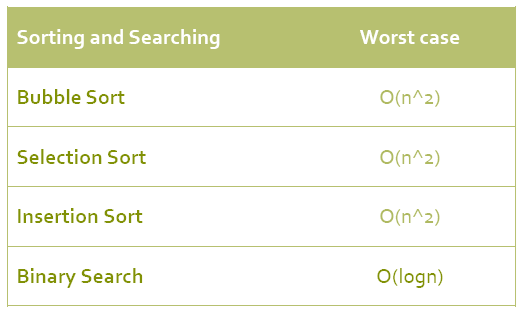 Sorting and Searching Worst case
Bubble Sort O(n^2)
Selection Sort O(n^2)
Insertion Sort O(n^2)
Binary Search O(logn)